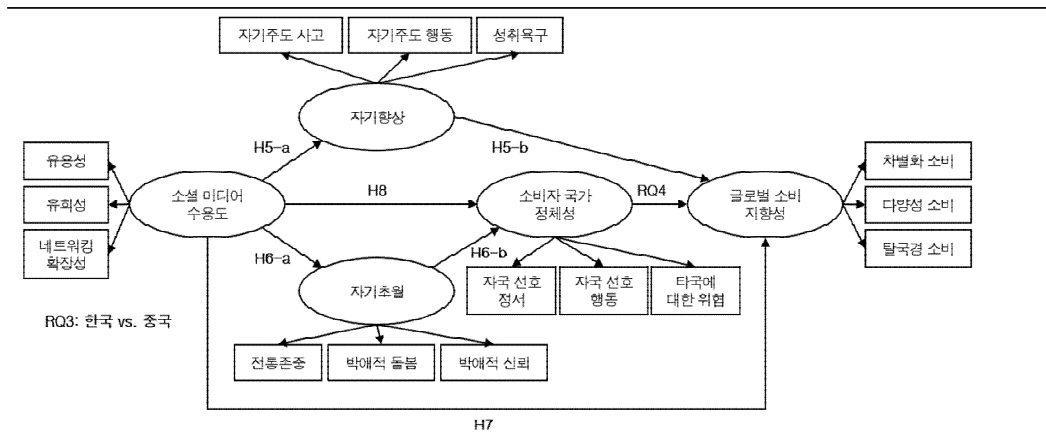 자기주도 사고
자기주도 행동
성취욕구
자기향상
H5-a
H5-b
유용성
유희성
네트워킹
확장성
소셜 미디어
수용도
H8
소비자 국가
정체성
RQ4
글로벌 소비
지향성
차별화 소비
다양성 소비
탈국경 소비
H6-a
H6-b
자기초월
자국 선호
정서
자국 선호
행동
타국에
대한 위협
RQ3: 한국 vs. 중국
전통존중
박애적 돌봄
박애적 신뢰
H7